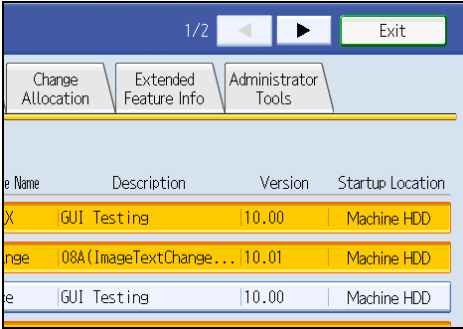 1/2 Exit
Change Allocation
Extended Feature Info
Administrator Tools
e Name Description Version Startup Location
X GUI Testing 10.00 Machine HDD
nge 08A(ImageTextChange... 10.01 Machine HDD
ce GUI Testing 10.00 Machine HDD